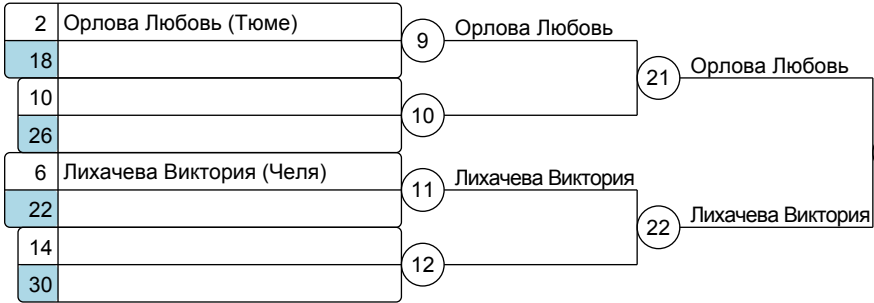 2 Орлова Любовь (Тюме)
18
10
26
6 Лихачева Виктория (Челя)
22
14
30
9 Орлова Любовь
10
11 Лихачева Виктория
12
21 Орлова Любовь
22 Лихачева Виктория